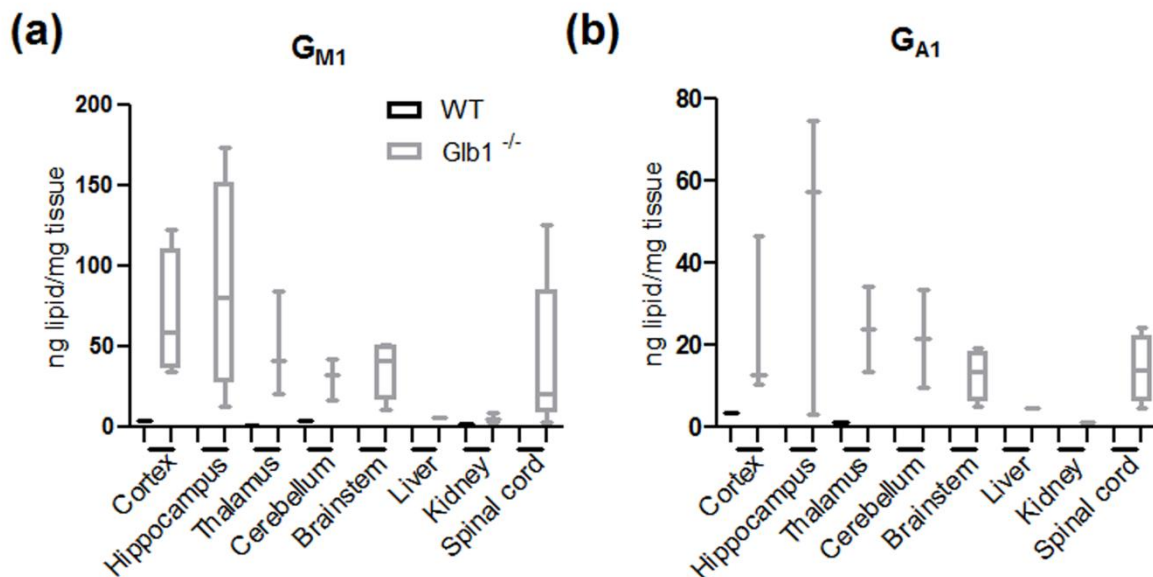 (a)
G_M1
ng lipid/mg tissue
200
150
100
50
0
WT
Glb1 -/-
Cortex
Hippocampus
Thalamus
Cerebellum
Brainstem
Liver
Kidney
Spinal cord
(b)
G_A1
ng lipid/mg tissue
80
60
40
20
0
Cortex
Hippocampus
Thalamus
Cerebellum
Brainstem
Liver
Kidney
Spinal cord